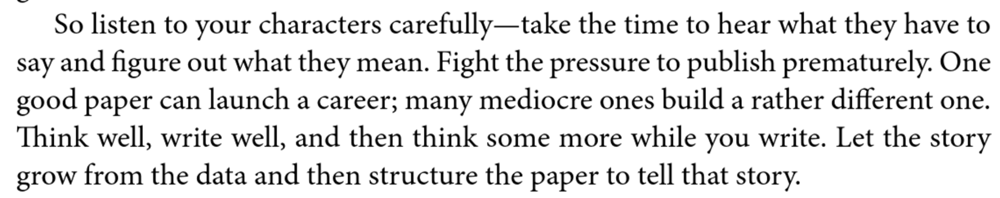 So listen to your characters carefully—take the time to hear what they have to
say and figure out what they mean. Fight the pressure to publish prematurely. One
good paper can launch a career; many mediocre ones build a rather different one.
Think well, write well, and then think some more while you write. Let the story
grow from the data and then structure the paper to tell that story.